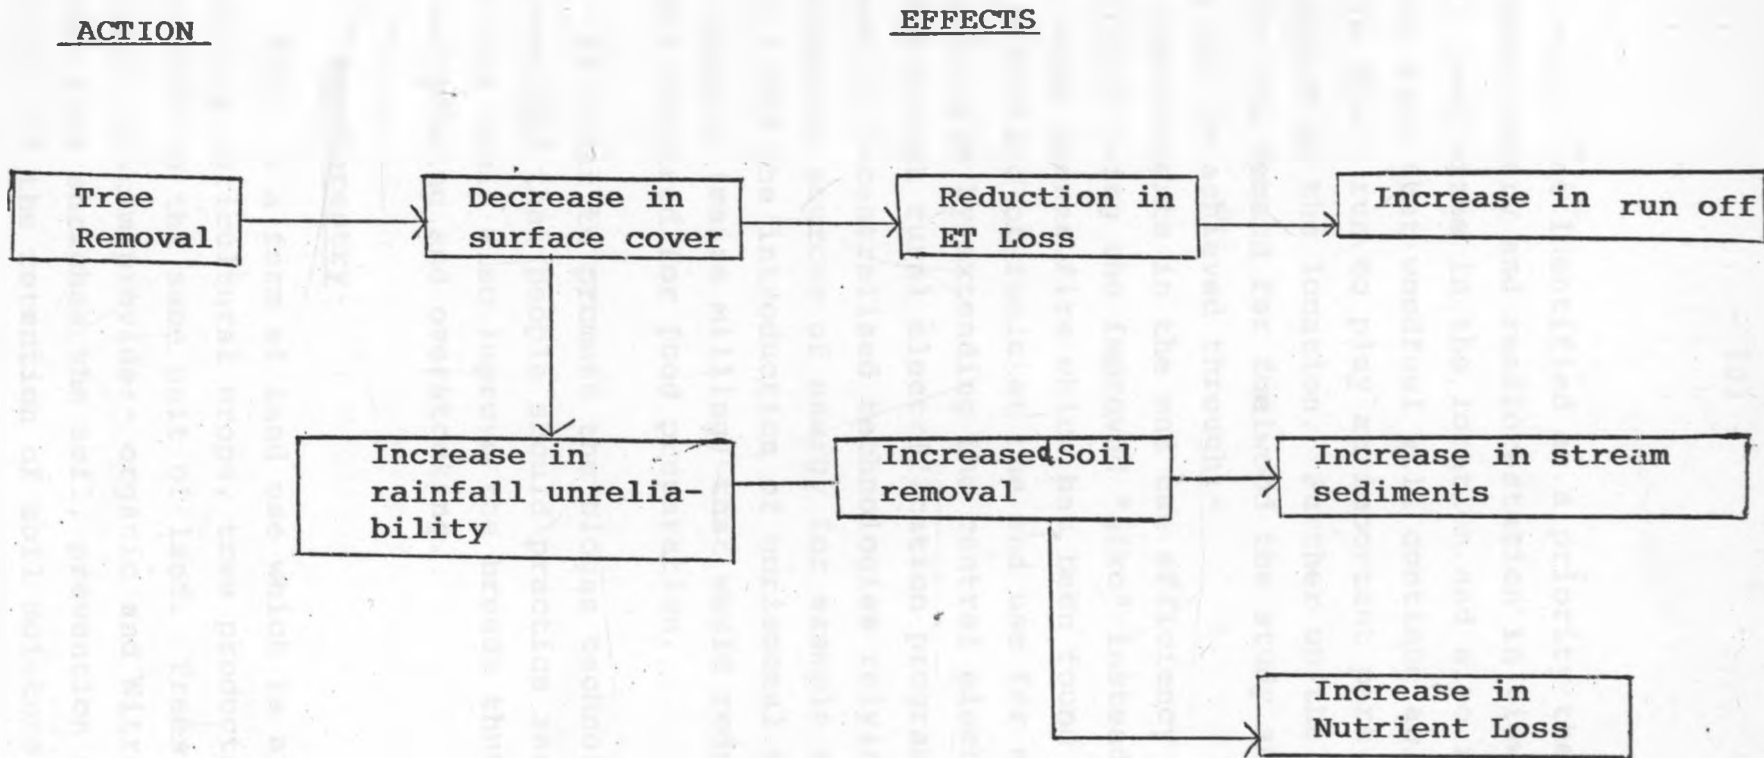 ACTION
EFFECTS
Tree
Removal
Decrease in
surface cover
Reduction in
ET Loss
Increase in run off
Increase in
rainfall unrelia-
bility
Increased Soil
removal
Increase in stream
sediments
Increase in
Nutrient Loss